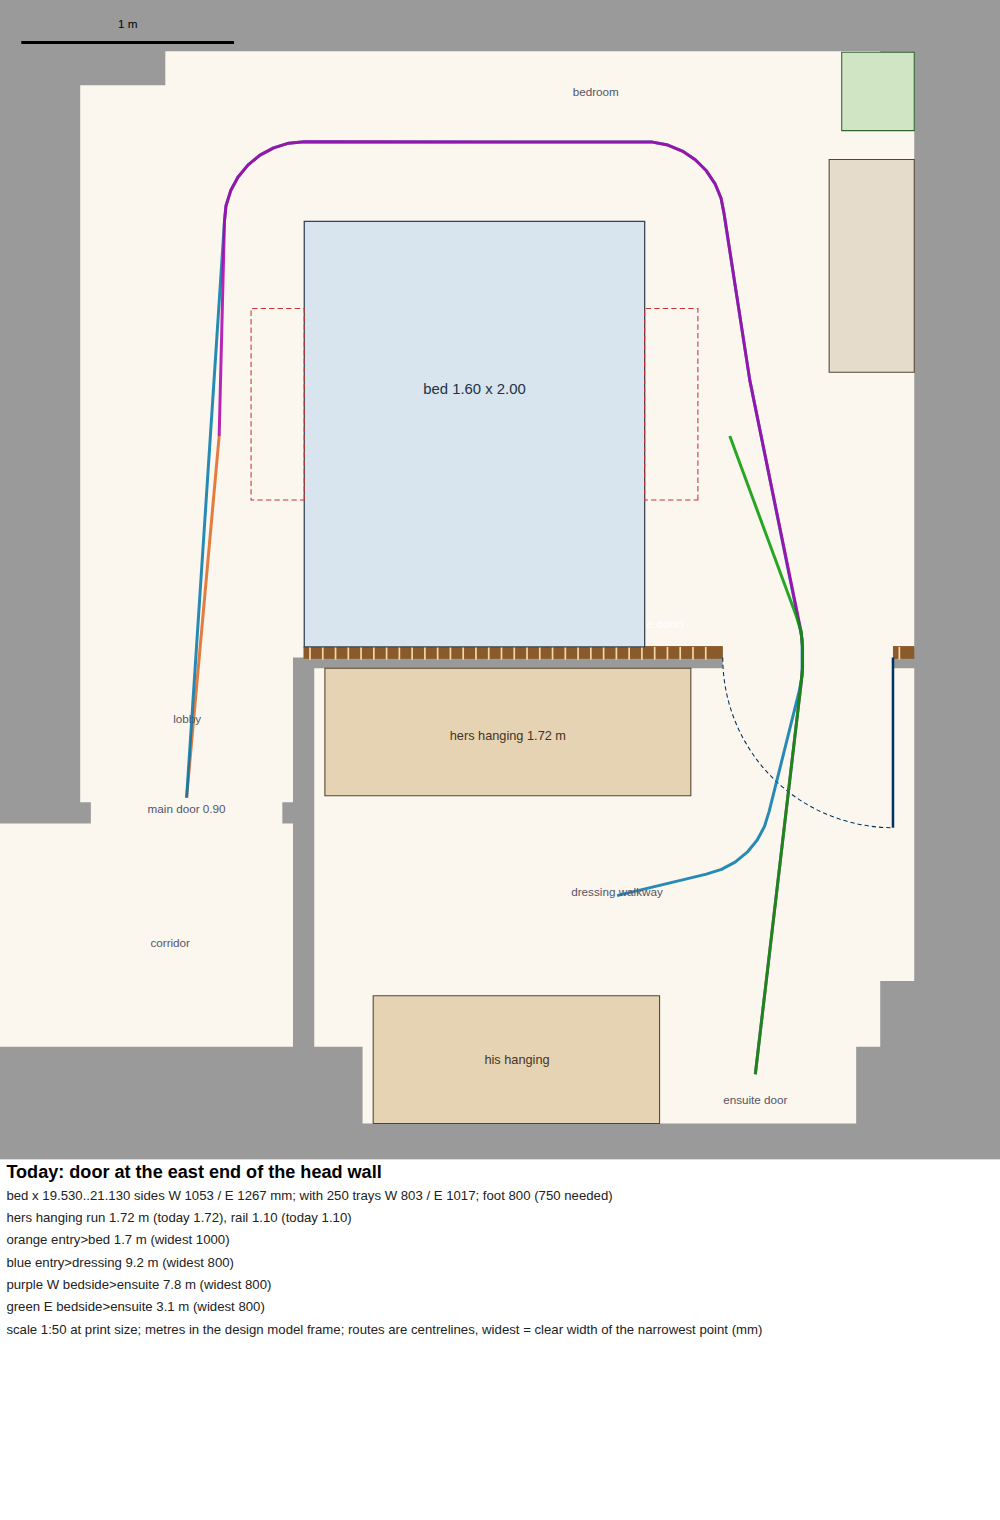 1 m
bedroom
bed 1.60 x 2.00
lobby
hers hanging 1.72 m
main door 0.90
dressing walkway
corridor
his hanging
ensuite door
Today: door at the east end of the head wall
bed x 19.530..21.130 sides W 1053 / E 1267 mm; with 250 trays W 803 / E 1017; foot 800 (750 needed)
hers hanging run 1.72 m (today 1.72), rail 1.10 (today 1.10)
orange entry>bed 1.7 m (widest 1000)
blue entry>dressing 9.2 m (widest 800)
purple W bedside>ensuite 7.8 m (widest 800)
green E bedside>ensuite 3.1 m (widest 800)
scale 1:50 at print size; metres in the design model frame; routes are centrelines, widest = clear width of the narrowest point (mm)